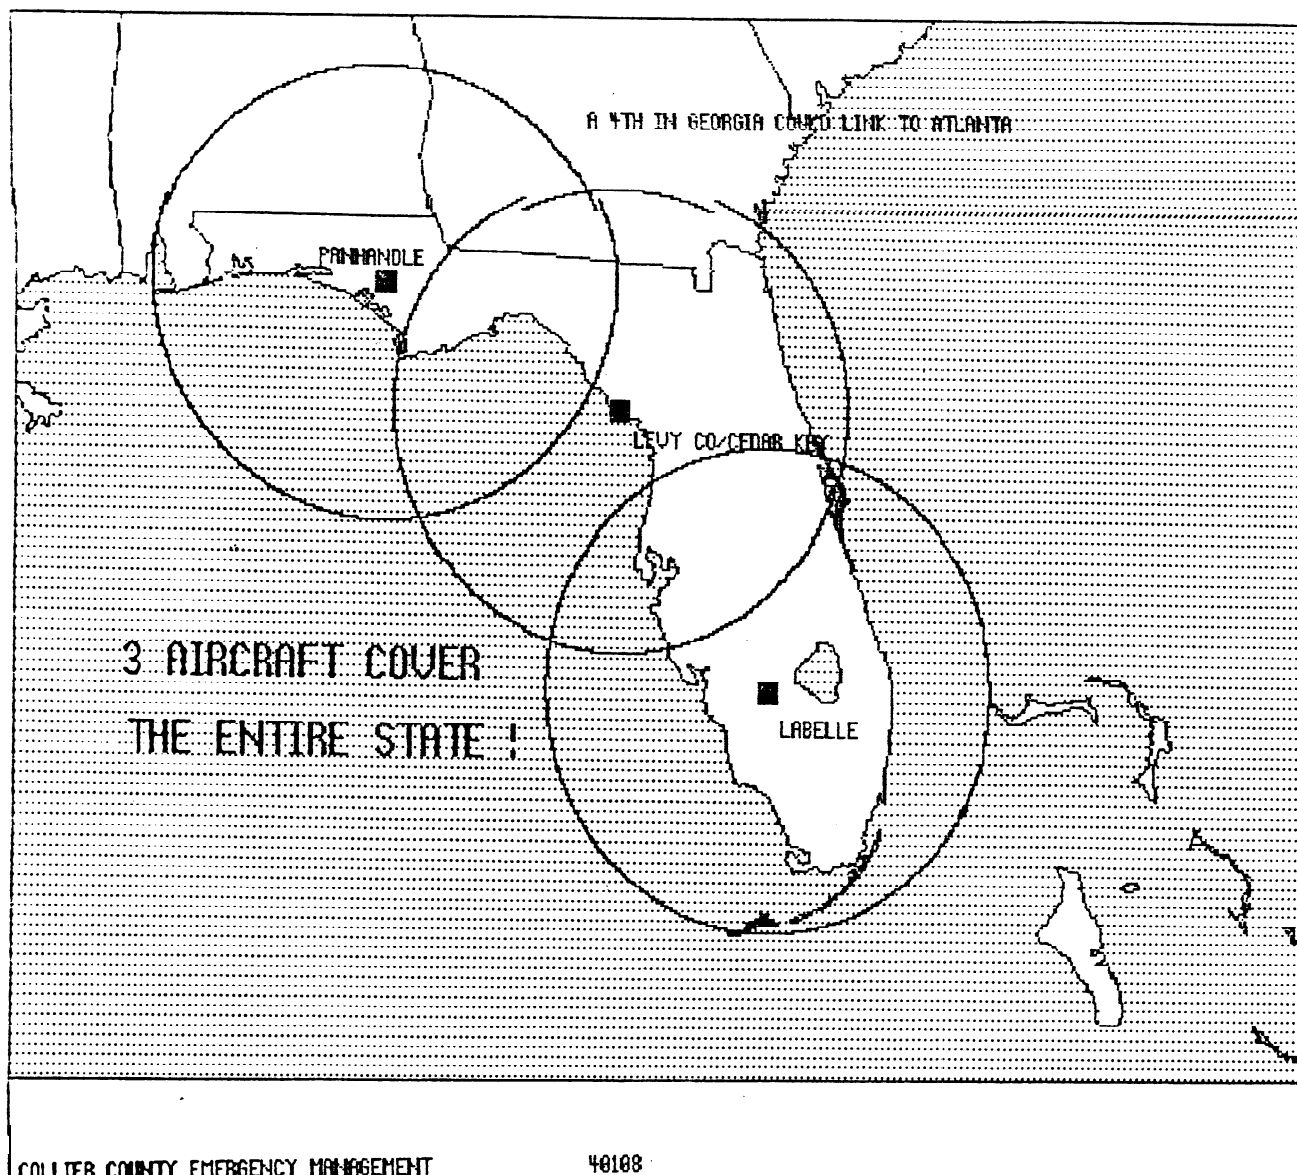 A 4TH IN GEORGIA COULD LINK TO ATLANTA
PANHANDLE
LEVY CO/CEDAR KEY
3 AIRCRAFT COVER
THE ENTIRE STATE !
LABELLE
COLLIER COUNTY EMERGENCY MANAGEMENT 40108